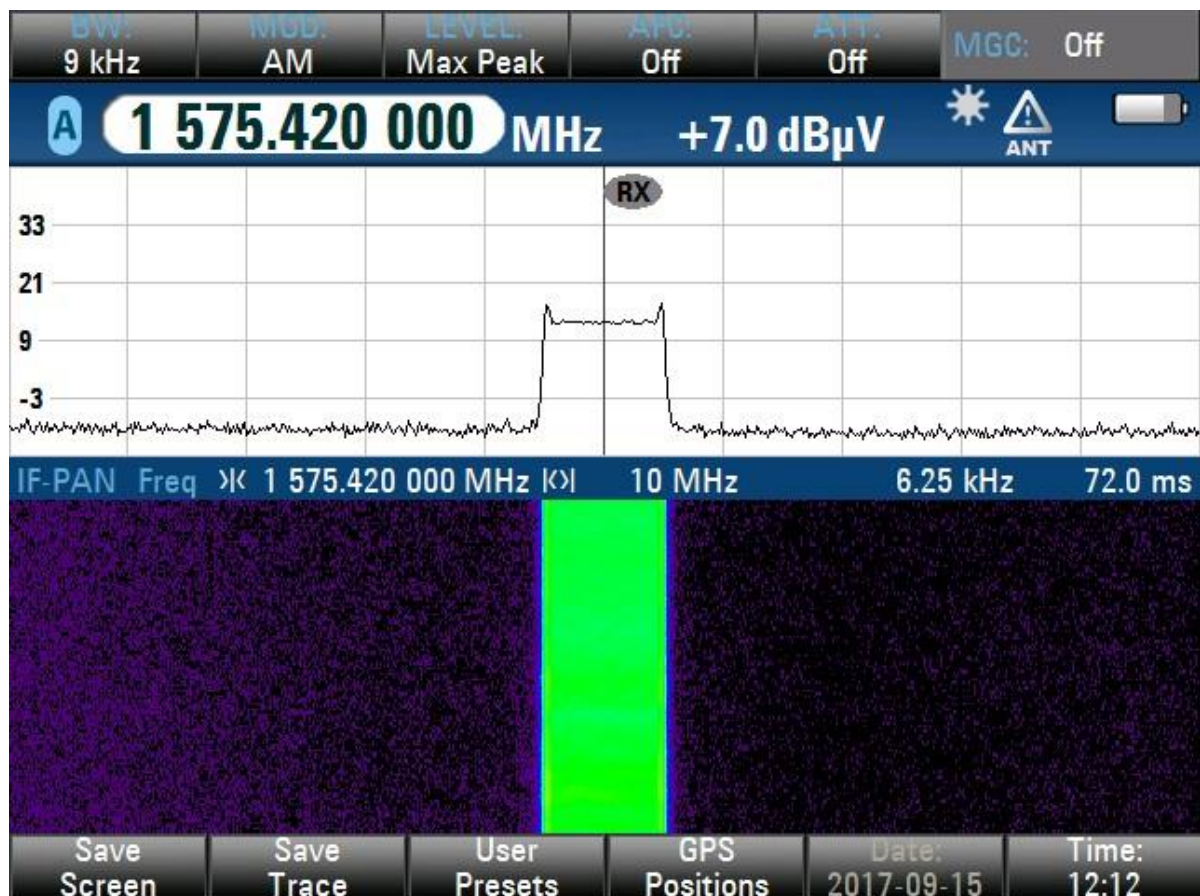 BW: MOD: LEVEL: AFC: ATT: MGC: Off
9 kHz AM Max Peak Off Off
A 1 575.420 000 MHz +7.0 dBµV ANT
RX
33
21
9
-3
IF-PAN Freq 1 575.420 000 MHz 10 MHz 6.25 kHz 72.0 ms
Save Save User GPS Date: Time:
Screen Trace Presets Positions 2017-09-15 12:12